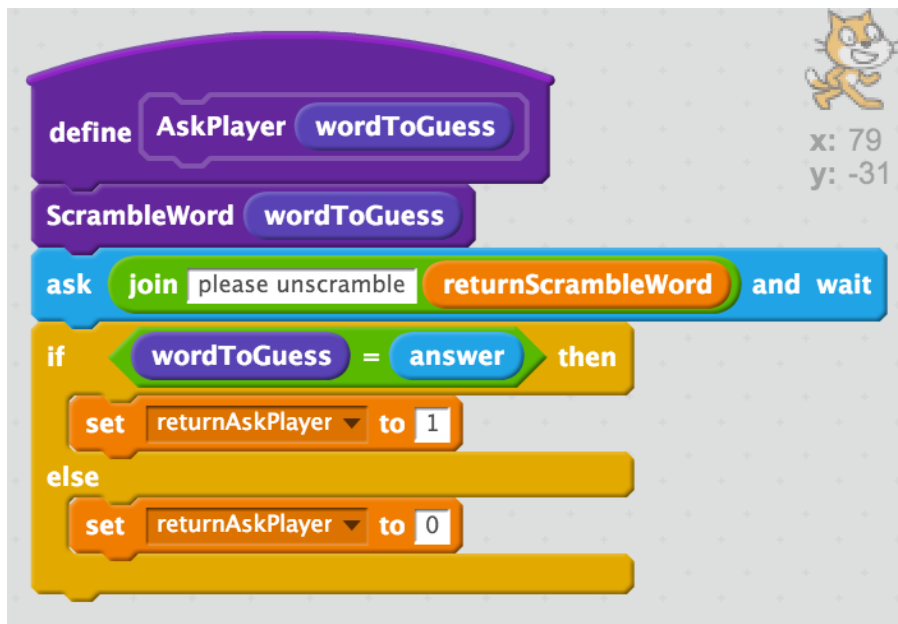 define AskPlayer wordToGuess
x: 79
y: -31
ScrambleWord wordToGuess
ask join please unscramble returnScrambleWord and wait
if wordToGuess = answer then
set returnAskPlayer to 1
else
set returnAskPlayer to 0